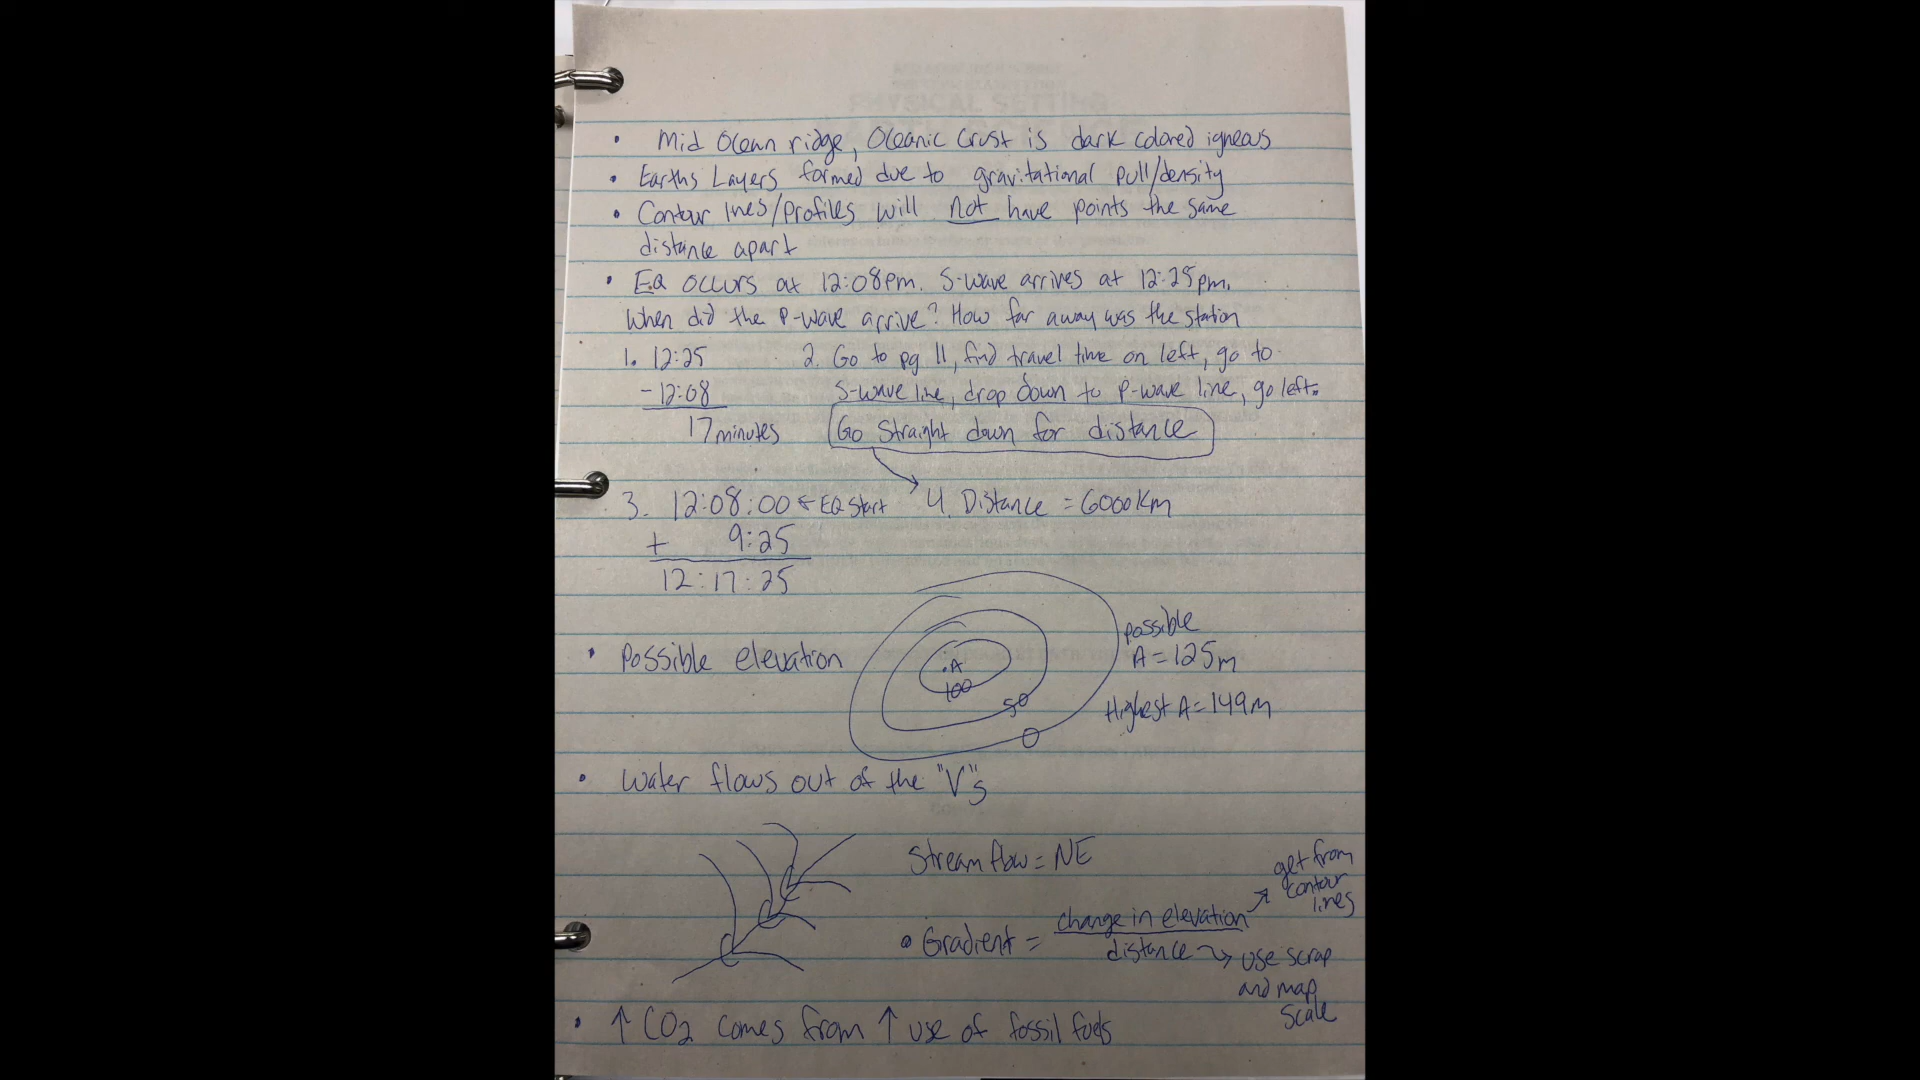 • Mid Ocean ridge, Oceanic Crust is dark colored igneous
• Earths Layers formed due to gravitational pull/density
• Contour lines/profiles will not have points the same
distance apart
• EQ occurs at 12:08pm. S-wave arrives at 12:25pm.
When did the P-wave arrive? How far away was the station
1. 12:25
- 12:08
17 minutes
2. Go to pg 11, find travel time on left, go to
S-wave line, drop down to P-wave line, go left.
Go Straight down for distance
3. 12:08:00 ← EQ Start
+ 9:25
12:17:25
4. Distance = 6000km
• Possible elevation
.A
100
50
0
possible
A = 125m
Highest A = 149m
• Water flows out of the "V"s
Stream flow = NE
• Gradient = change in elevation
distance
get from
contour
lines
use scrap
and map
scale
• ↑ CO2 comes from ↑ use of fossil fuels
PHYSICAL SETTING